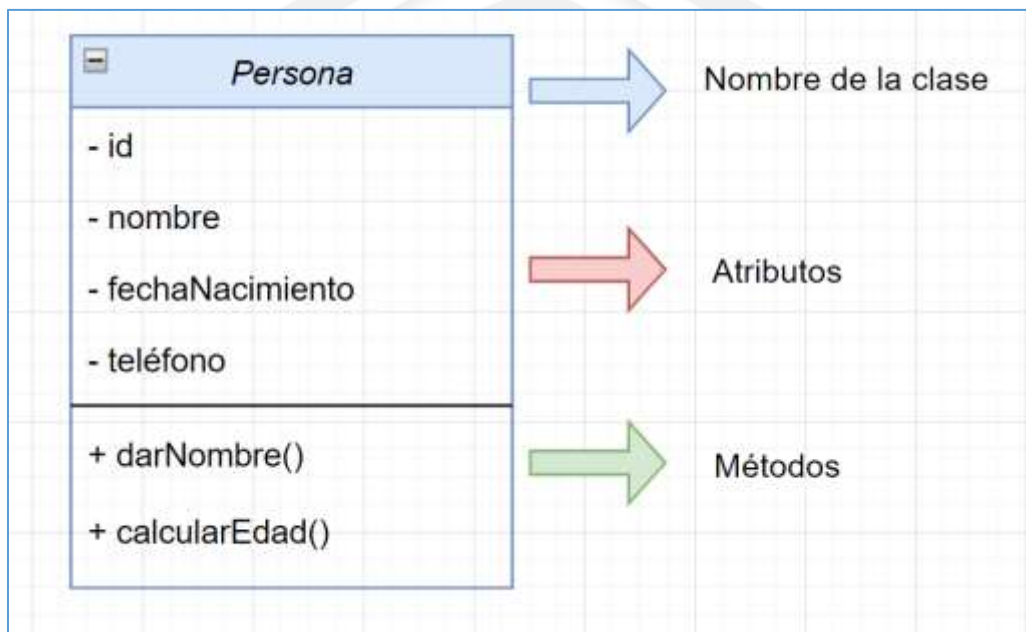 Persona
Nombre de la clase
- id
- nombre
- fechaNacimiento
Atributos
- teléfono
+ darNombre()
Métodos
+ calcularEdad()